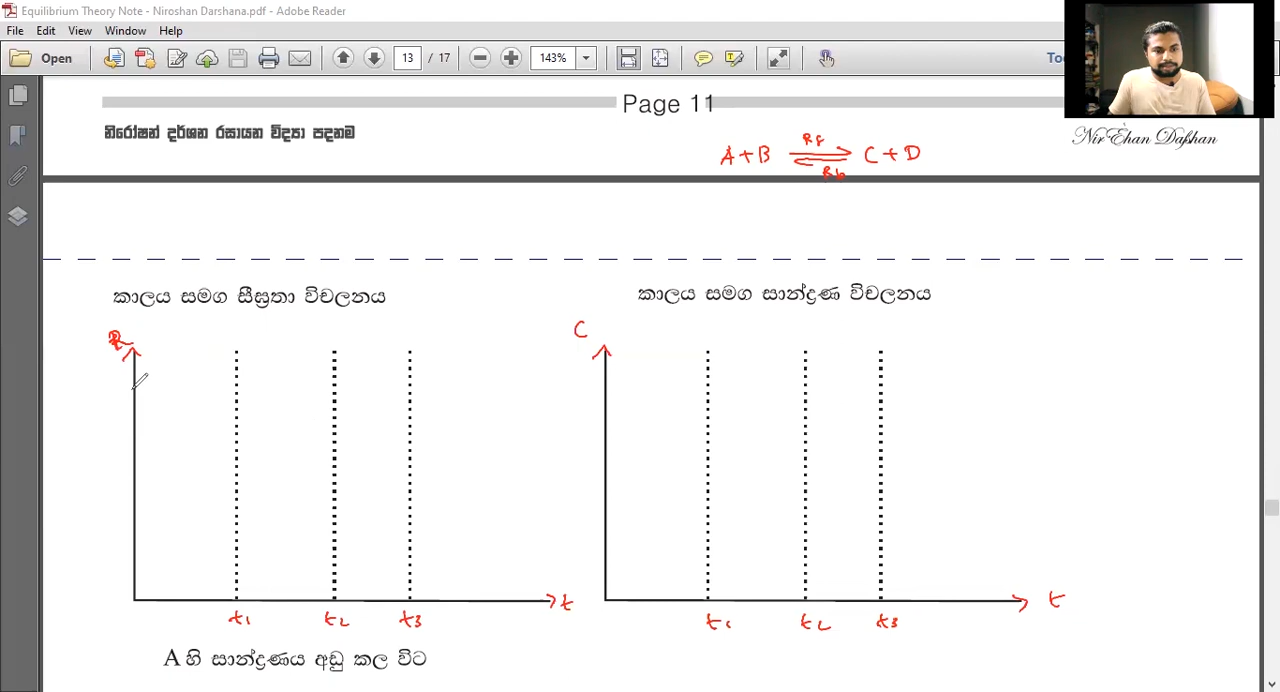 Equilibrium Theory Note - Niroshan Darshana.pdf - Adobe Reader
File Edit View Window Help
Open 13 / 17 143% Too
Page 11
නිරෝෂන් දර්ශන රසායන විද්‍යා පදනම
A + B ⇌ C + D
Rf
Rb
කාලය සමග සීඝ්‍රතා විචලනය
කාලය සමග සාන්ද්‍රණ විචලනය
R
C
t
t
t1 t2 t3
t1 t2 t3
A හි සාන්ද්‍රණය අඩු කල විට